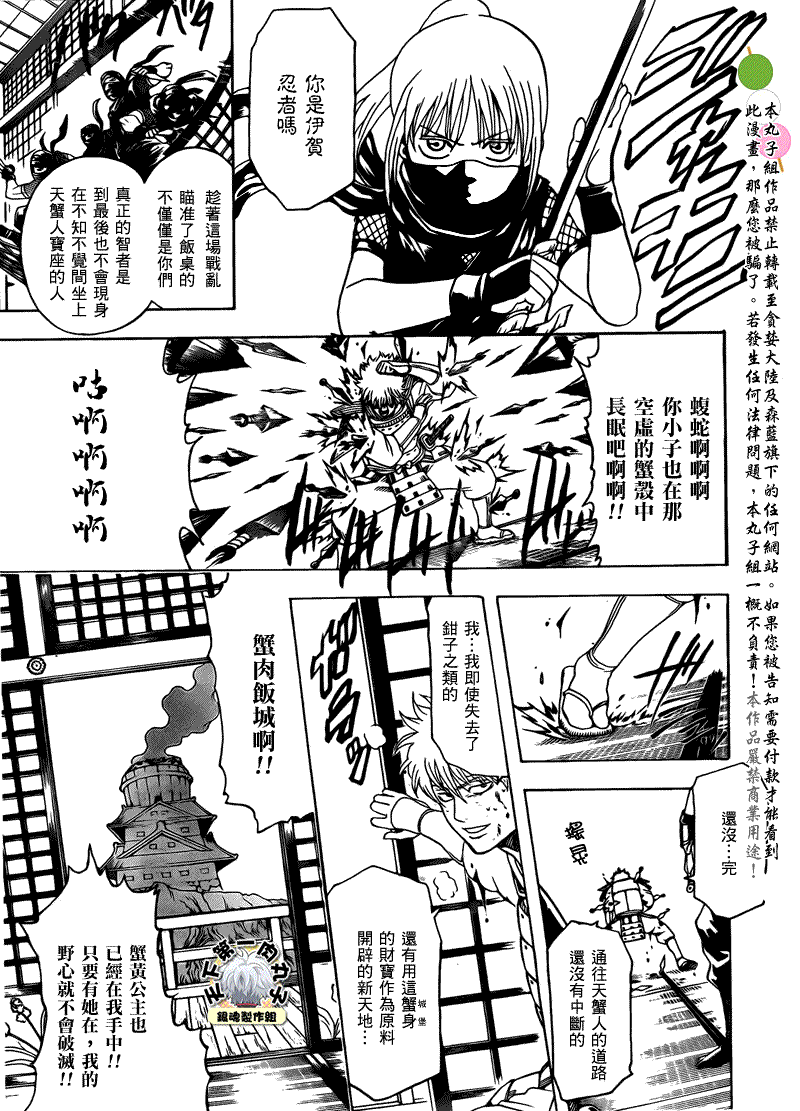 你是伊賀
忍者嗎
趁著這場戰亂
瞄准了飯桌的
不僅僅是你們
真正的智者是
到最後也不會現身
在不知不覺間坐上
天蟹人寶座的人
蝮蛇啊啊啊
你小子也在那
空虛的蟹殼中
長眠吧啊啊!!
咕啊啊啊啊
還沒…完
通往天蟹人的道路
還沒有中斷的
我…我即使失去了
鉗子之類的
還有用這蟹身
城堡
的財寶作為原料
開辟的新天地…
蟹肉飯城啊!!
蟹黃公主也
已經在我手中!!
只要有她在，我的
野心就不會破滅!!
天下第一肉丸子
銀魂製作組
本丸子組作品禁止轉載至貪婪大陸及森藍旗下的任何網站。如果您被告知需要付款才能看到
此漫畫，那麼您被騙了。若發生任何法律問題，本丸子組一概不負責！本作品嚴禁商業用途！